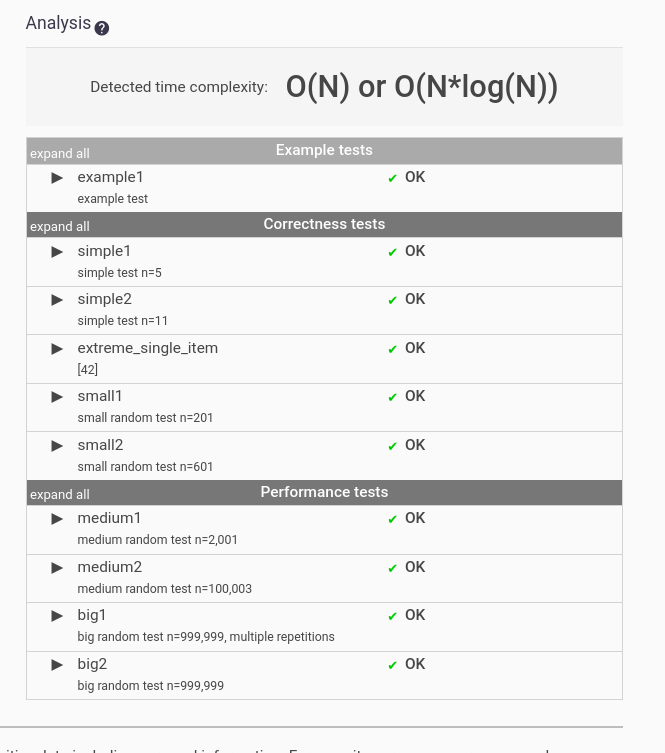 Analysis ?
Detected time complexity: O(N) or O(N*log(N))
expand all Example tests
▶ example1 ✔ OK
example test
expand all Correctness tests
▶ simple1 ✔ OK
simple test n=5
▶ simple2 ✔ OK
simple test n=11
▶ extreme_single_item ✔ OK
[42]
▶ small1 ✔ OK
small random test n=201
▶ small2 ✔ OK
small random test n=601
expand all Performance tests
▶ medium1 ✔ OK
medium random test n=2,001
▶ medium2 ✔ OK
medium random test n=100,003
▶ big1 ✔ OK
big random test n=999,999, multiple repetitions
▶ big2 ✔ OK
big random test n=999,999